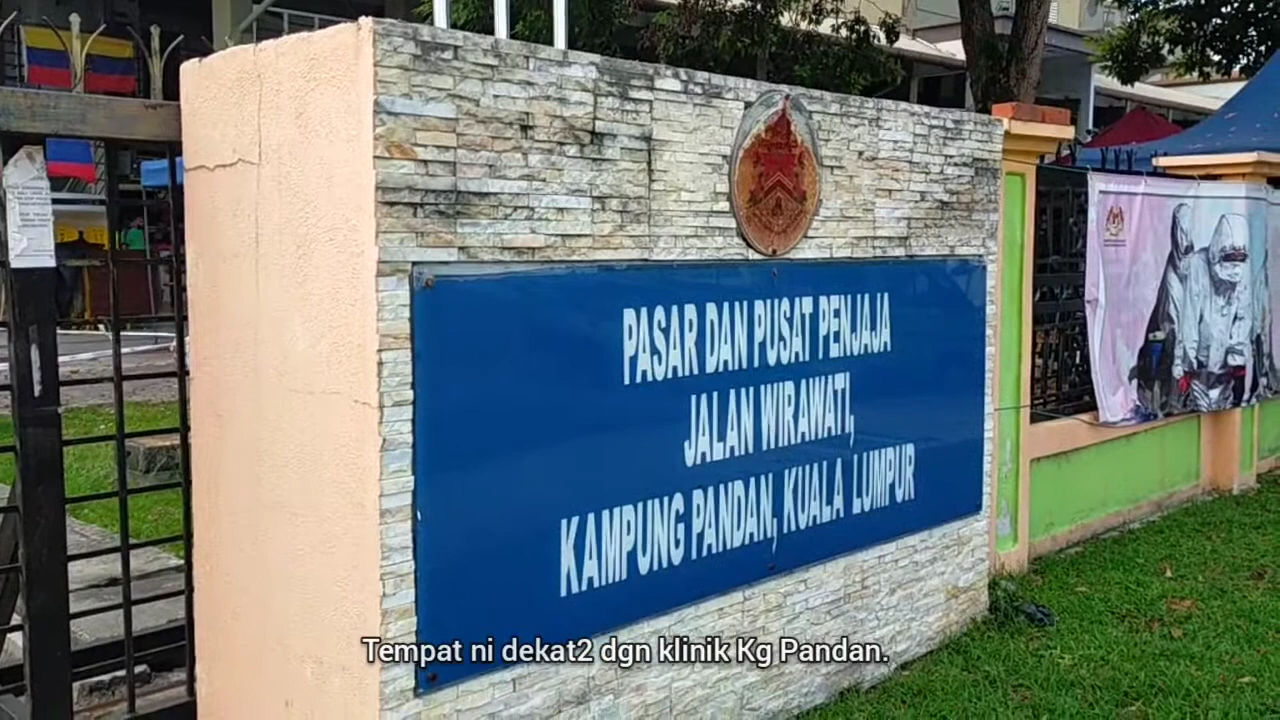 PASAR DAN PUSAT PENJAJA
JALAN WIRAWATI,
KAMPUNG PANDAN, KUALA LUMPUR
Tempat ni dekat2 dgn klinik Kg Pandan.